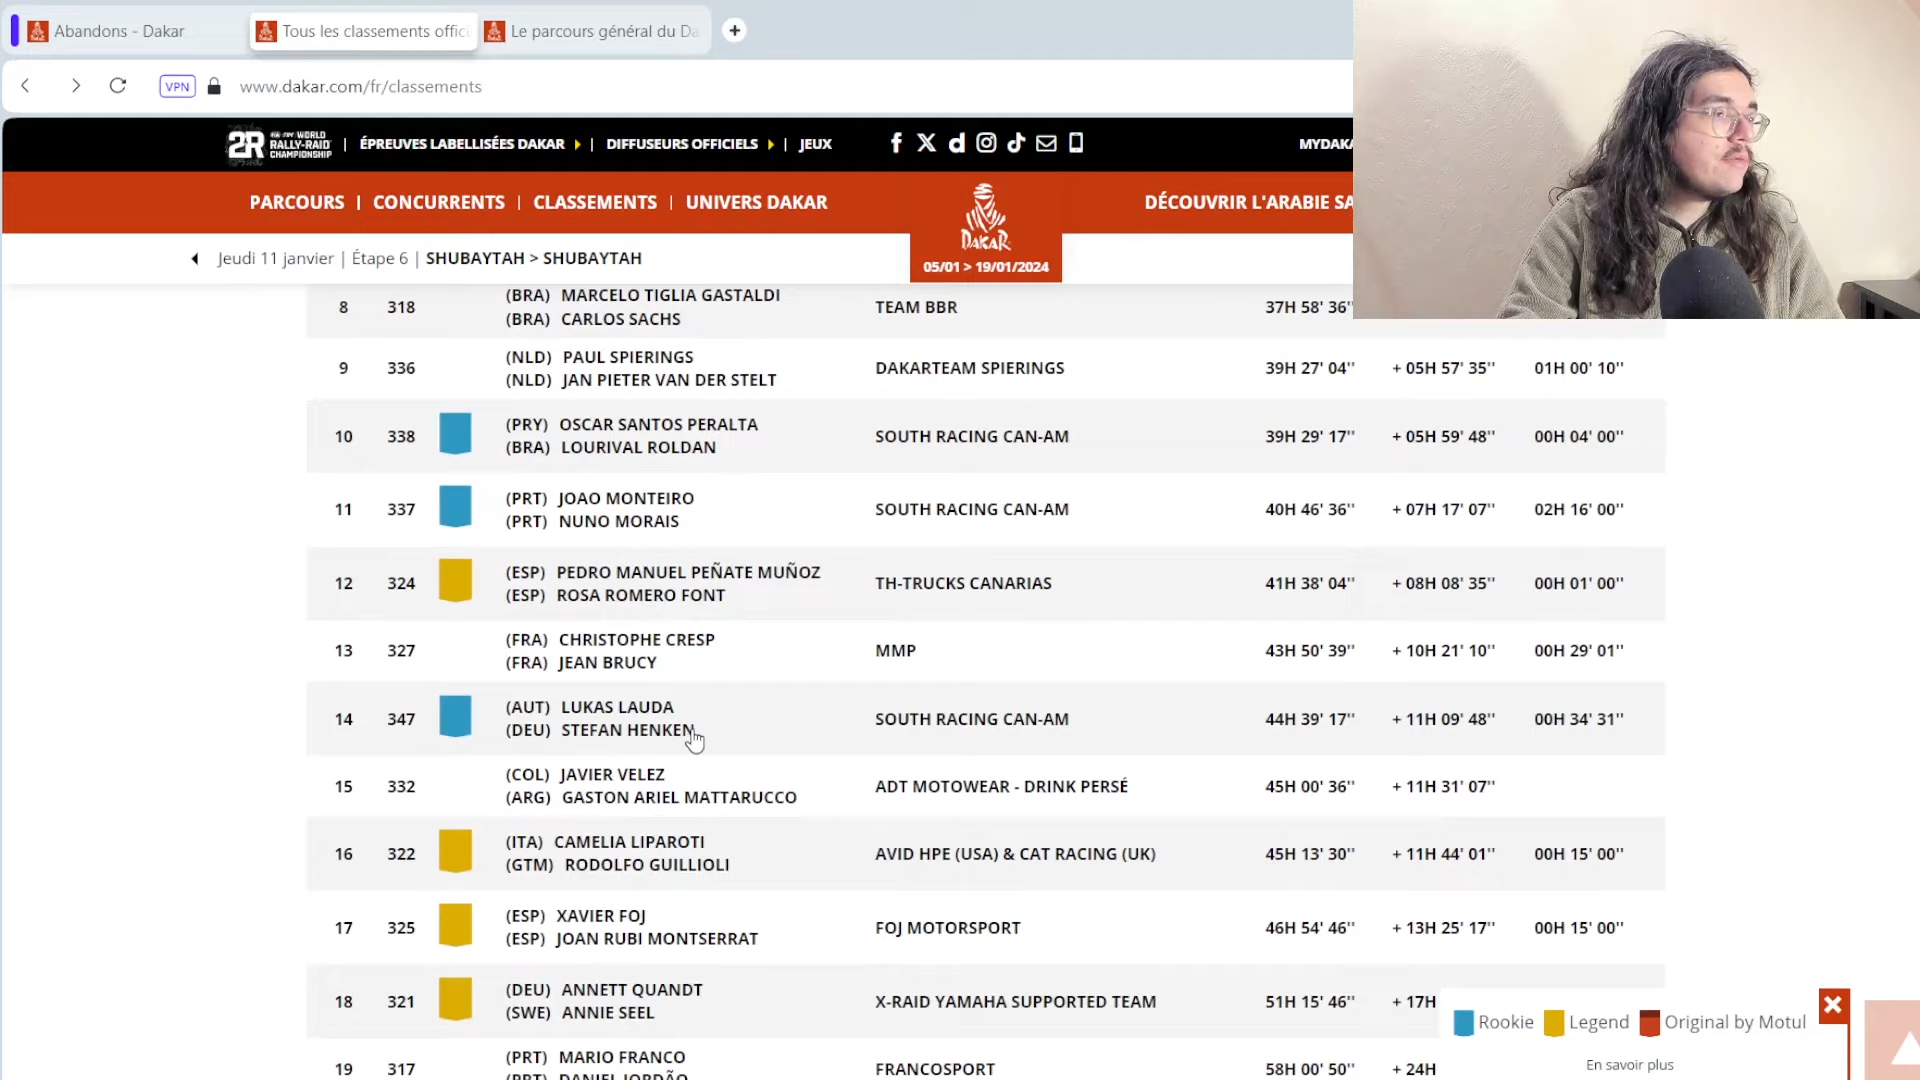 Abandons - Dakar
Tous les classements offici
Le parcours général du Da
VPN
www.dakar.com/fr/classements
2R WORLD RALLY-RAID CHAMPIONSHIP | ÉPREUVES LABELLISÉES DAKAR | DIFFUSEURS OFFICIELS | JEUX
MYDAKA
PARCOURS | CONCURRENTS | CLASSEMENTS | UNIVERS DAKAR
DÉCOUVRIR L'ARABIE SA
DAKAR
05/01 > 19/01/2024
Jeudi 11 janvier | Étape 6 | SHUBAYTAH > SHUBAYTAH
8 318 (BRA) MARCELO TIGLIA GASTALDI TEAM BBR 37H 58' 36''
(BRA) CARLOS SACHS
9 336 (NLD) PAUL SPIERINGS DAKARTEAM SPIERINGS 39H 27' 04'' + 05H 57' 35'' 01H 00' 10''
(NLD) JAN PIETER VAN DER STELT
10 338 (PRY) OSCAR SANTOS PERALTA SOUTH RACING CAN-AM 39H 29' 17'' + 05H 59' 48'' 00H 04' 00''
(BRA) LOURIVAL ROLDAN
11 337 (PRT) JOAO MONTEIRO SOUTH RACING CAN-AM 40H 46' 36'' + 07H 17' 07'' 02H 16' 00''
(PRT) NUNO MORAIS
12 324 (ESP) PEDRO MANUEL PEÑATE MUÑOZ TH-TRUCKS CANARIAS 41H 38' 04'' + 08H 08' 35'' 00H 01' 00''
(ESP) ROSA ROMERO FONT
13 327 (FRA) CHRISTOPHE CRESP MMP 43H 50' 39'' + 10H 21' 10'' 00H 29' 01''
(FRA) JEAN BRUCY
14 347 (AUT) LUKAS LAUDA SOUTH RACING CAN-AM 44H 39' 17'' + 11H 09' 48'' 00H 34' 31''
(DEU) STEFAN HENKEN
15 332 (COL) JAVIER VELEZ ADT MOTOWEAR - DRINK PERSÉ 45H 00' 36'' + 11H 31' 07''
(ARG) GASTON ARIEL MATTARUCCO
16 322 (ITA) CAMELIA LIPAROTI AVID HPE (USA) & CAT RACING (UK) 45H 13' 30'' + 11H 44' 01'' 00H 15' 00''
(GTM) RODOLFO GUILLIOLI
17 325 (ESP) XAVIER FOJ FOJ MOTORSPORT 46H 54' 46'' + 13H 25' 17'' 00H 15' 00''
(ESP) JOAN RUBI MONTSERRAT
18 321 (DEU) ANNETT QUANDT X-RAID YAMAHA SUPPORTED TEAM 51H 15' 46'' + 17H
(SWE) ANNIE SEEL
19 317 (PRT) MARIO FRANCO FRANCOSPORT 58H 00' 50'' + 24H
(PRT) DANIEL JORDÃO
Rookie Legend Original by Motul
En savoir plus